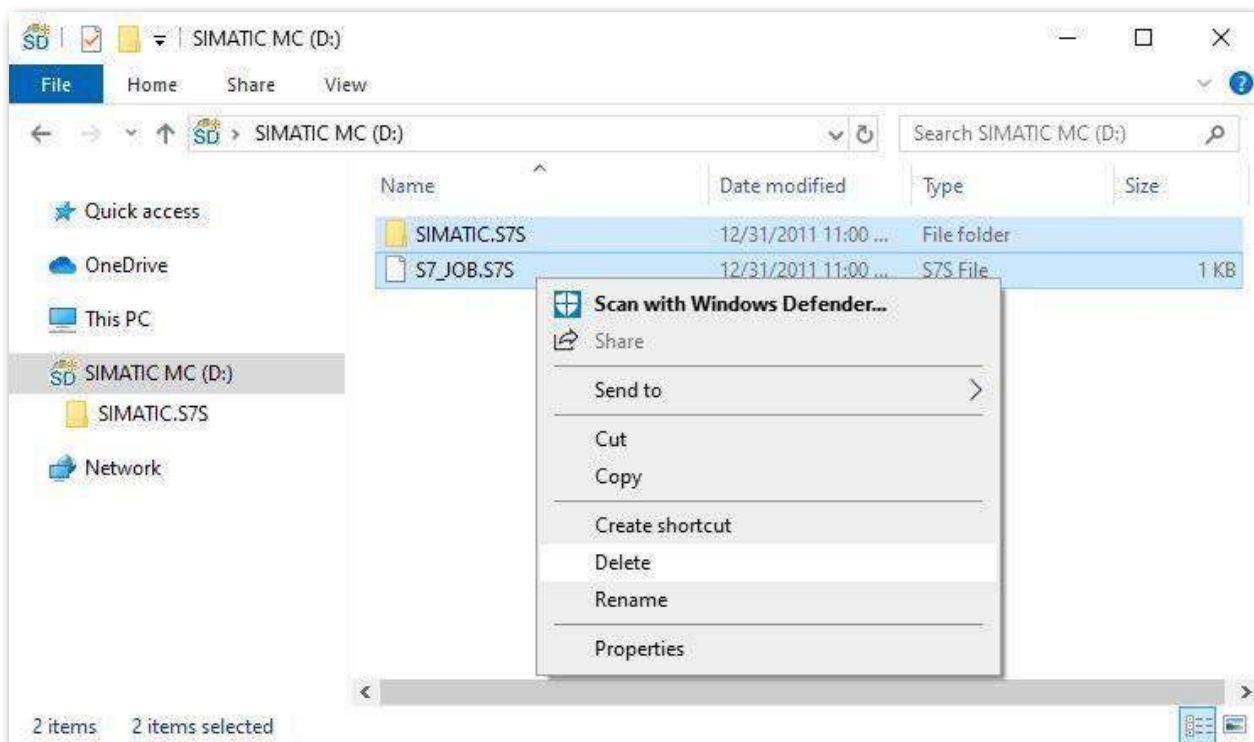 SD SIMATIC MC (D:)
File Home Share View
SD SIMATIC MC (D:) Search SIMATIC MC (D:)
Name Date modified Type Size
Quick access
OneDrive
This PC
SD SIMATIC MC (D:)
SIMATIC.S7S
Network
SIMATIC.S7S 12/31/2011 11:00 ... File folder
S7_JOB.S7S 12/31/2011 11:00 ... S7S File 1 KB
Scan with Windows Defender...
Share
Send to
Cut
Copy
Create shortcut
Delete
Rename
Properties
2 items 2 items selected